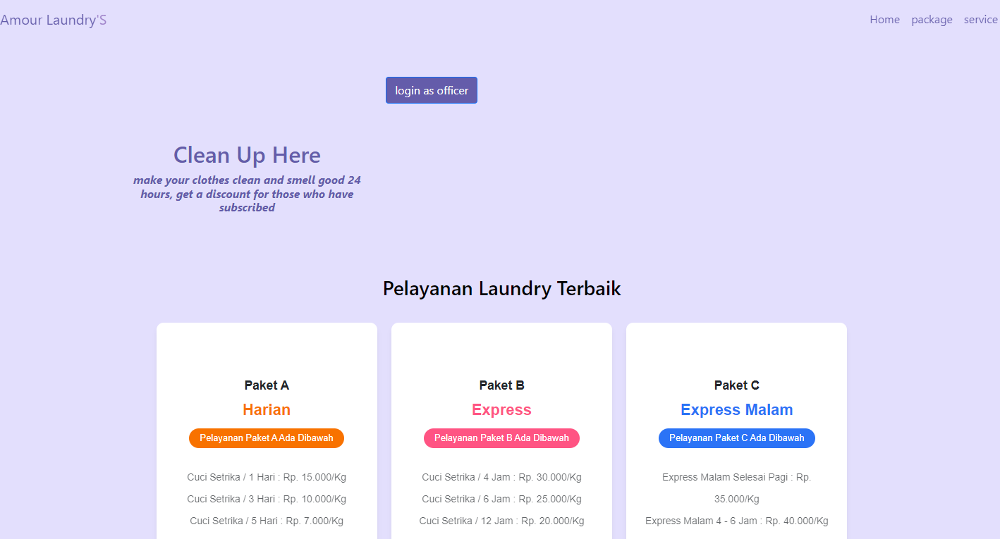 Amour Laundry'S
Home package service
login as officer
Clean Up Here
make your clothes clean and smell good 24
hours, get a discount for those who have
subscribed
Pelayanan Laundry Terbaik
Paket A
Harian
Pelayanan Paket A Ada Dibawah
Cuci Setrika / 1 Hari : Rp. 15.000/Kg
Cuci Setrika / 3 Hari : Rp. 10.000/Kg
Cuci Setrika / 5 Hari : Rp. 7.000/Kg
Paket B
Express
Pelayanan Paket B Ada Dibawah
Cuci Setrika / 4 Jam : Rp. 30.000/Kg
Cuci Setrika / 6 Jam : Rp. 25.000/Kg
Cuci Setrika / 12 Jam : Rp. 20.000/Kg
Paket C
Express Malam
Pelayanan Paket C Ada Dibawah
Express Malam Selesai Pagi : Rp.
35.000/Kg
Express Malam 4 - 6 Jam : Rp. 40.000/Kg